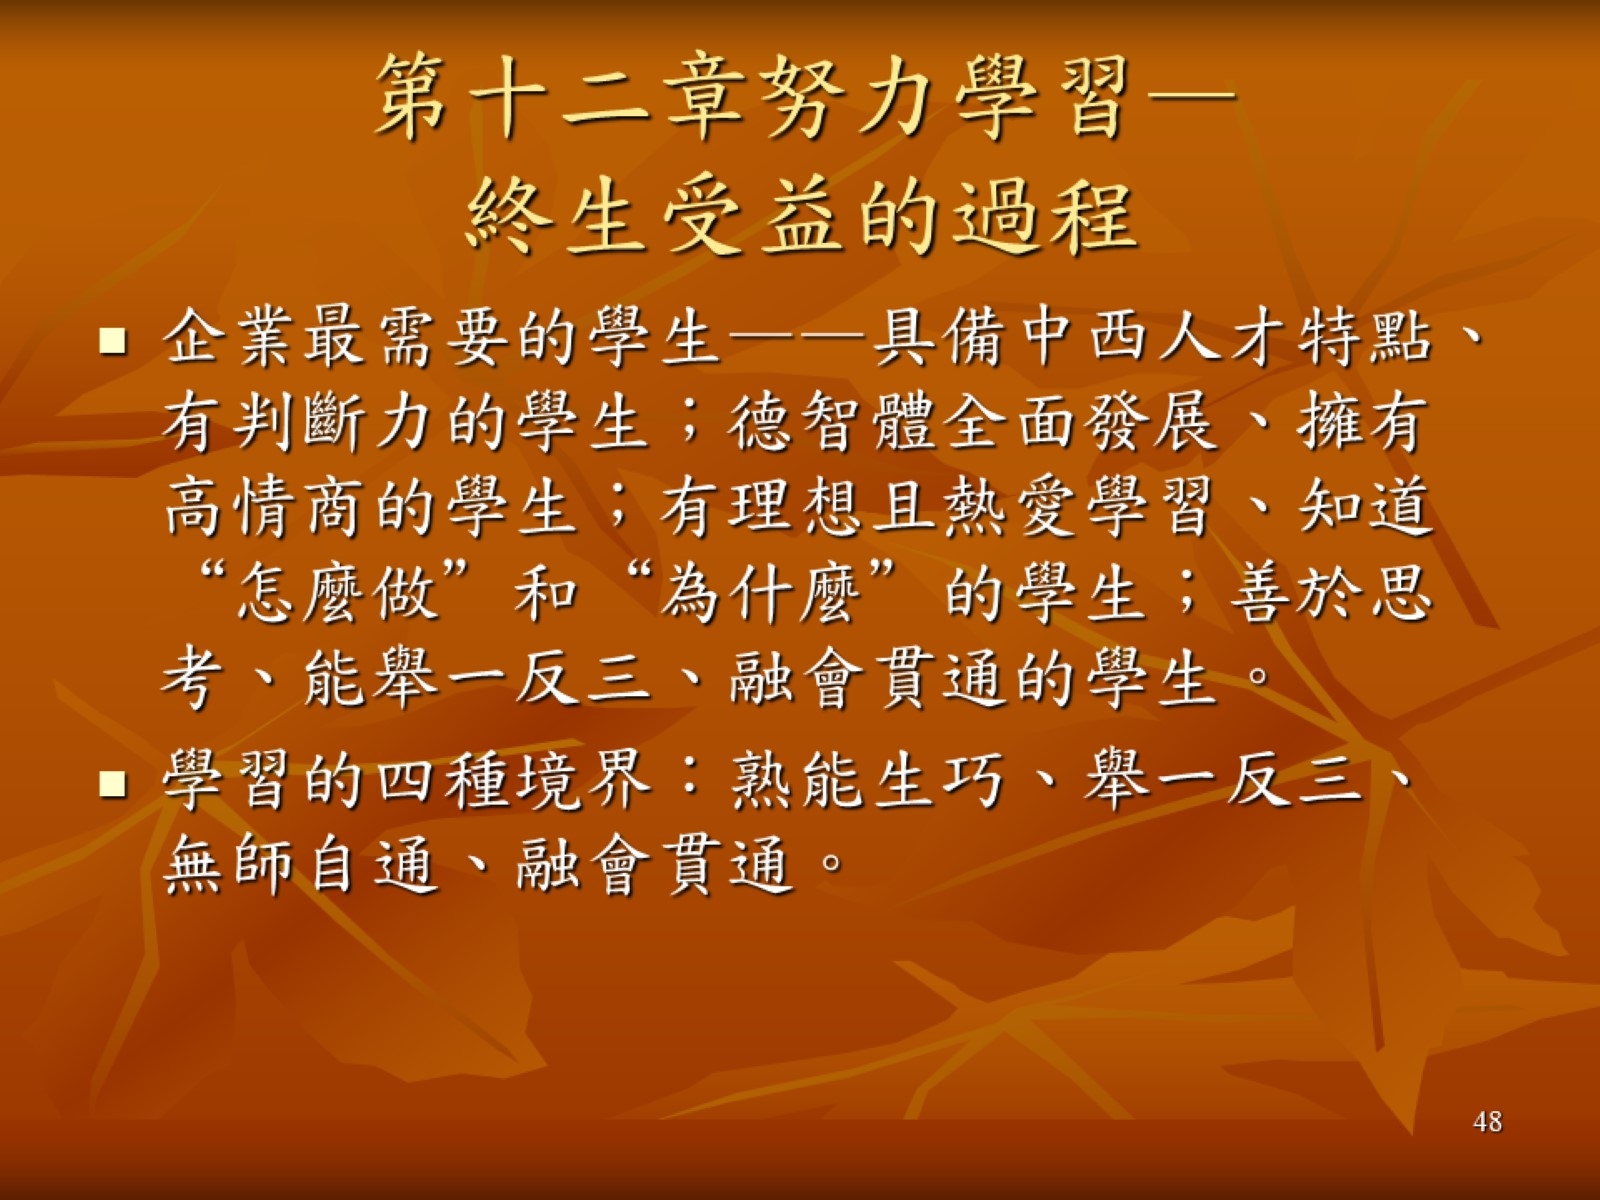 第十二章努力學習—
終生受益的過程
企業最需要的學生——具備中西人才特點、
有判斷力的學生；德智體全面發展、擁有
高情商的學生；有理想且熱愛學習、知道
“怎麼做”和“為什麼”的學生；善於思
考、能舉一反三、融會貫通的學生。
學習的四種境界：熟能生巧、舉一反三、
無師自通、融會貫通。
48